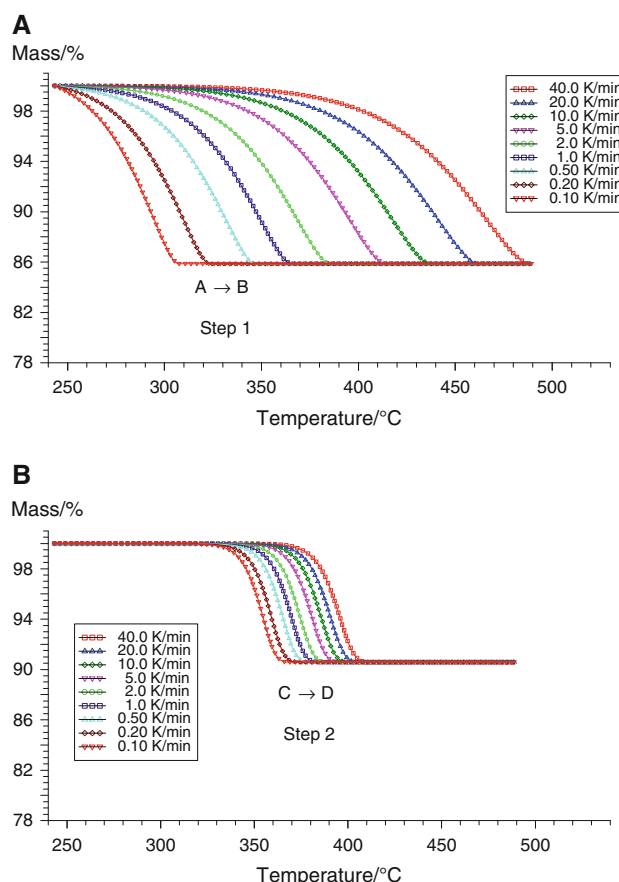 A
Mass/%
98
94
90
86
82
78
40.0 K/min
20.0 K/min
10.0 K/min
5.0 K/min
2.0 K/min
1.0 K/min
0.50 K/min
0.20 K/min
0.10 K/min
A → B
Step 1
250 300 350 400 450 500
Temperature/°C
B
Mass/%
98
94
90
86
82
78
40.0 K/min
20.0 K/min
10.0 K/min
5.0 K/min
2.0 K/min
1.0 K/min
0.50 K/min
0.20 K/min
0.10 K/min
C → D
Step 2
250 300 350 400 450 500
Temperature/°C